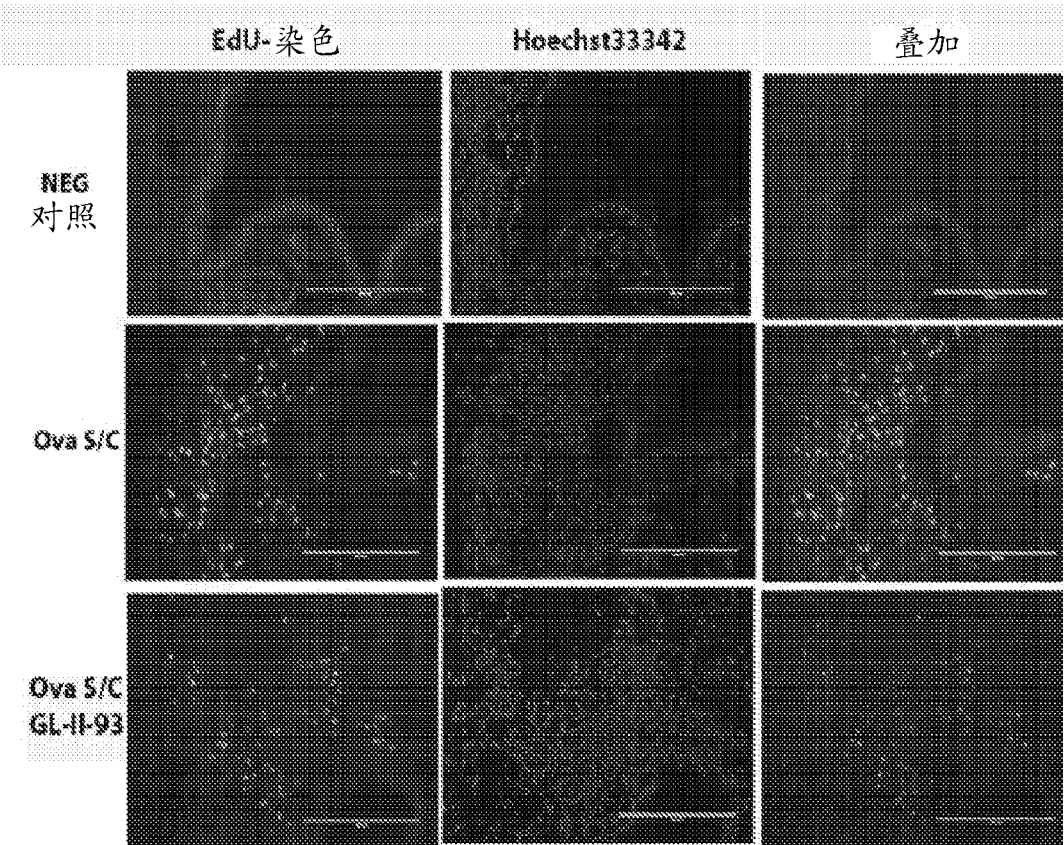 EdU-染色
Hoechst33342
叠加
NEG
对照
Ova S/C
Ova S/C
GL-II-93